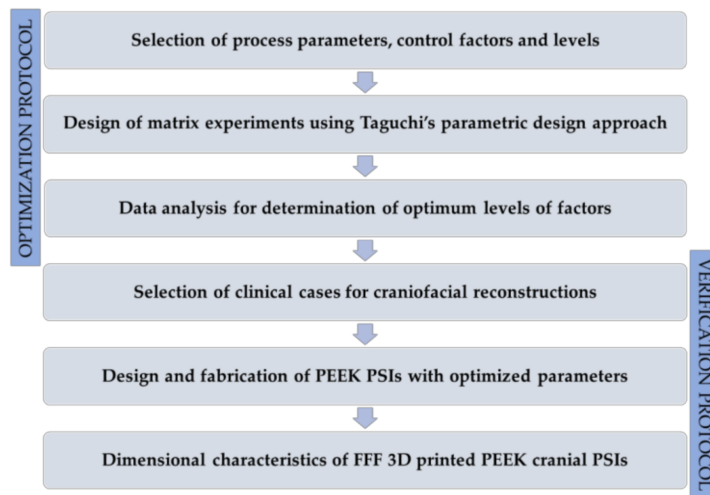 OPTIMIZATION PROTOCOL
Selection of process parameters, control factors and levels
Design of matrix experiments using Taguchi's parametric design approach
Data analysis for determination of optimum levels of factors
Selection of clinical cases for craniofacial reconstructions
Design and fabrication of PEEK PSIs with optimized parameters
Dimensional characteristics of FFF 3D printed PEEK cranial PSIs
VERIFICATION PROTOCOL